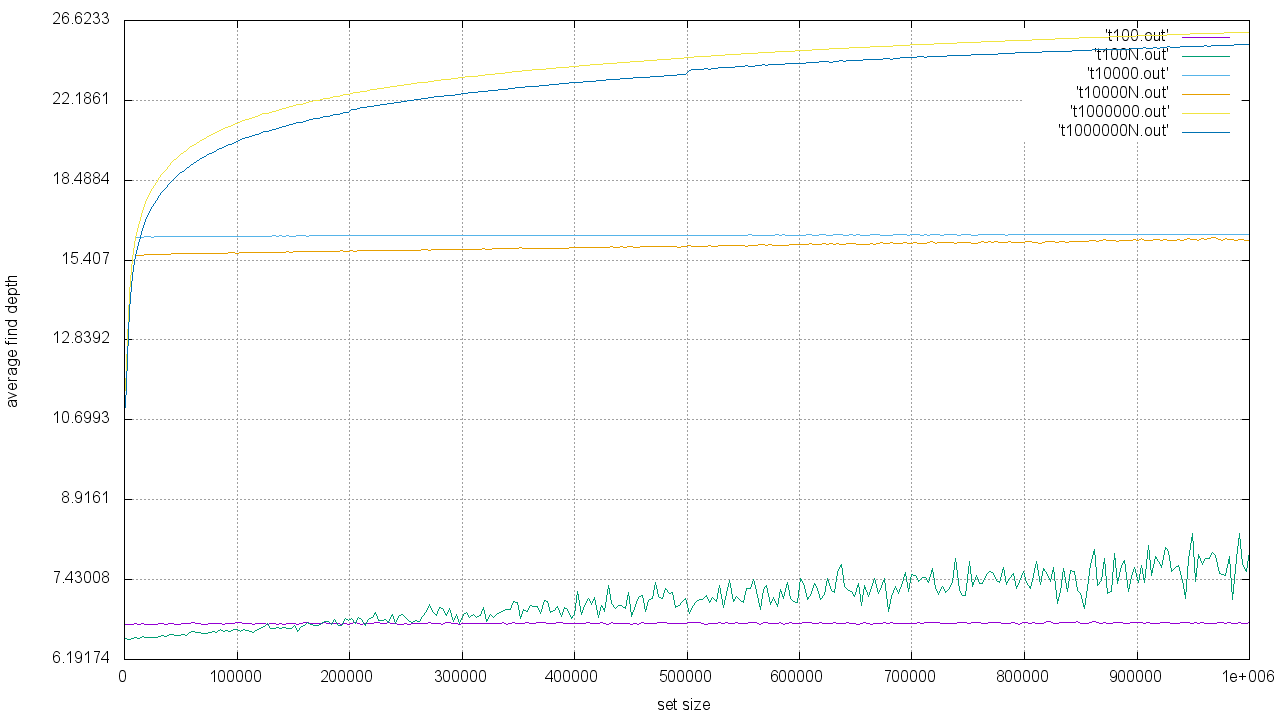 26.6233
22.1861
18.4884
15.407
12.8392
10.6993
8.9161
7.43008
6.19174
average find depth
't100.out'
't100N.out'
't10000.out'
't10000N.out'
't1000000.out'
't1000000N.out'
0 100000 200000 300000 400000 500000 600000 700000 800000 900000 1e+006
set size